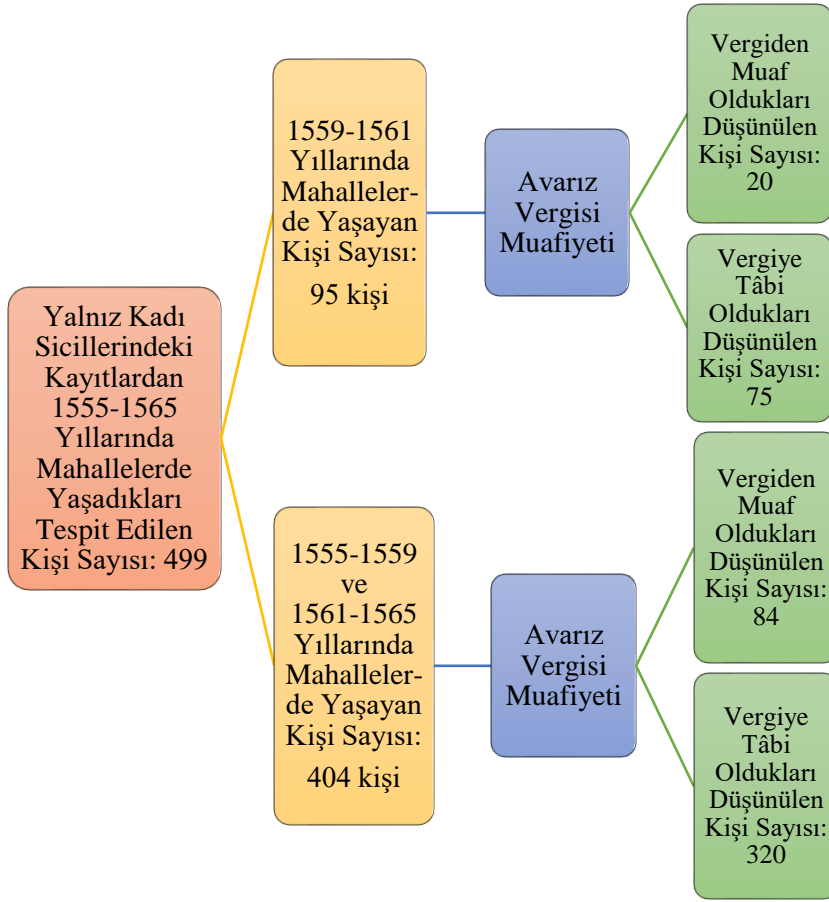 Yalnız Kadı
Sicillerindeki
Kayıtlardan
1555-1565
Yıllarında
Mahallelerde
Yaşadıkları
Tespit Edilen
Kişi Sayısı: 499
1559-1561
Yıllarında
Mahalleler-
de Yaşayan
Kişi Sayısı:
95 kişi
Avarız
Vergisi
Muafiyeti
Vergiden
Muaf
Oldukları
Düşünülen
Kişi Sayısı:
20
Vergiye
Tâbi
Oldukları
Düşünülen
Kişi Sayısı:
75
1555-1559
ve
1561-1565
Yıllarında
Mahalleler-
de Yaşayan
Kişi Sayısı:
404 kişi
Avarız
Vergisi
Muafiyeti
Vergiden
Muaf
Oldukları
Düşünülen
Kişi Sayısı:
84
Vergiye
Tâbi
Oldukları
Düşünülen
Kişi Sayısı:
320